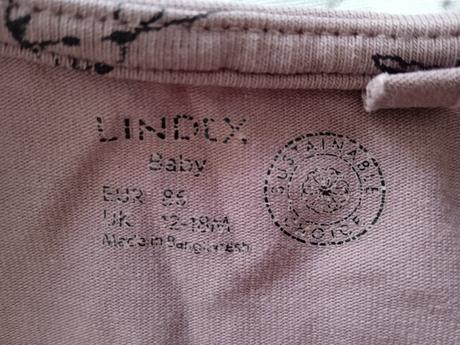 LINDEX
Baby
EUR 86
UK 12-18M
Made in Bangladesh
SUSTAINABLE
CHOICE